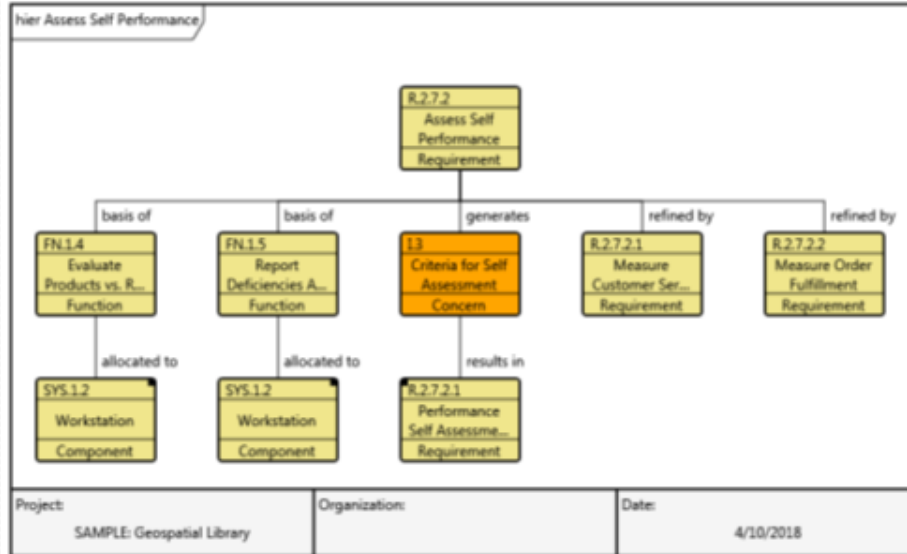 hier Assess Self Performance
R.2.7.2
Assess Self
Performance
Requirement
basis of
basis of
generates
refined by
refined by
FN.1.4
Evaluate
Products vs. R...
Function
FN.1.5
Report
Deficiencies A...
Function
13
Criteria for Self
Assessment
Concern
R.2.7.2.1
Measure
Customer Ser...
Requirement
R.2.7.2.2
Measure Order
Fulfillment
Requirement
allocated to
allocated to
results in
SYS.1.2
Workstation
Component
SYS.1.2
Workstation
Component
R.2.7.2.1
Performance
Self Assessme...
Requirement
Project:
SAMPLE: Geospatial Library
Organization:
Date:
4/10/2018